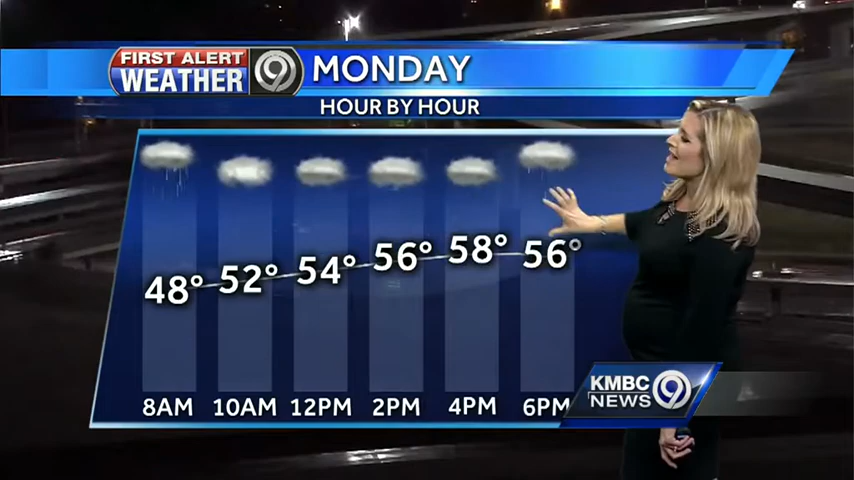 FIRST ALERT
WEATHER 9
MONDAY
HOUR BY HOUR
48° 52° 54° 56° 58° 56°
8AM 10AM 12PM 2PM 4PM 6PM
KMBC 9
NEWS